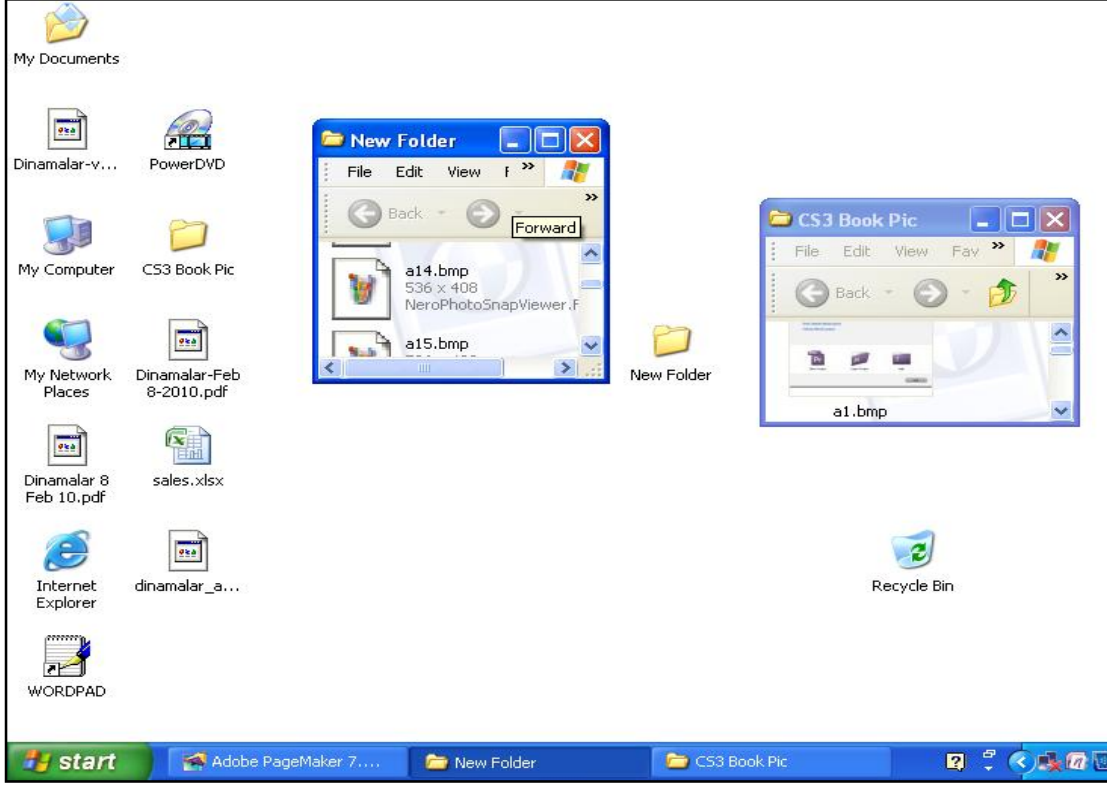 My Documents
Dinamalar-v...
PowerDVD
My Computer
CS3 Book Pic
My Network
Places
Dinamalar-Feb
8-2010.pdf
Dinamalar 8
Feb 10.pdf
sales.xlsx
Internet
Explorer
dinamalar_a...
WORDPAD
New Folder
File Edit View
Back
Forward
a14.bmp
536 x 408
NeroPhotoSnapViewer.F
a15.bmp
New Folder
CS3 Book Pic
File Edit View Fav
Back
a1.bmp
Recycle Bin
start
Adobe PageMaker 7....
New Folder
CS3 Book Pic